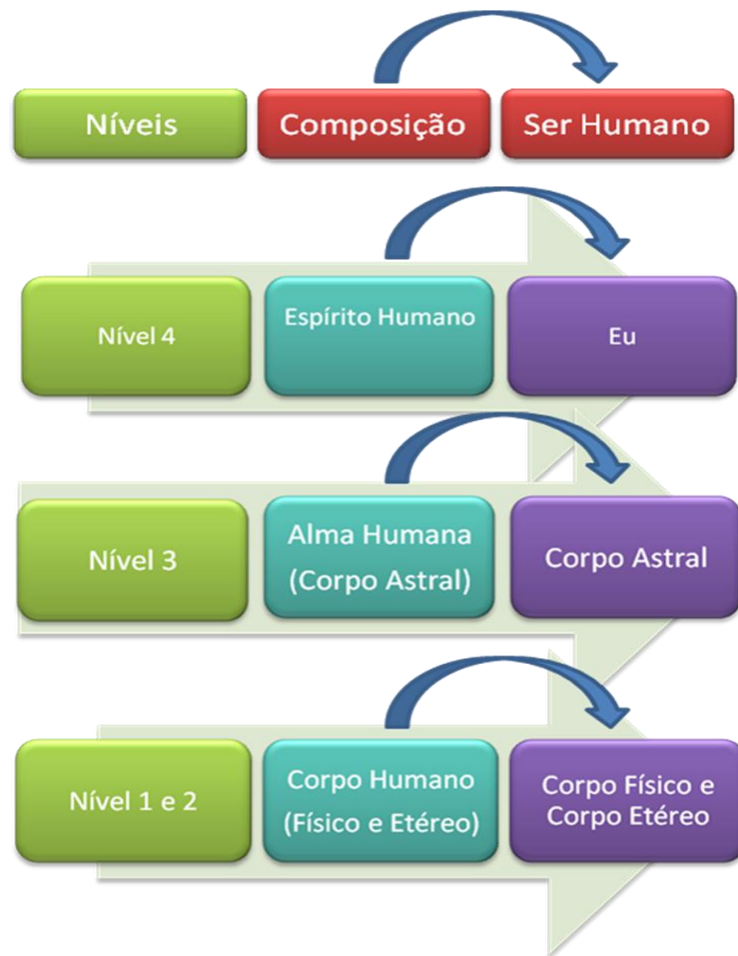 Níveis
Composição
Ser Humano
Nível 4
Espírito Humano
Eu
Nível 3
Alma Humana
(Corpo Astral)
Corpo Astral
Nível 1 e 2
Corpo Humano
(Físico e Etéreo)
Corpo Físico e
Corpo Etéreo